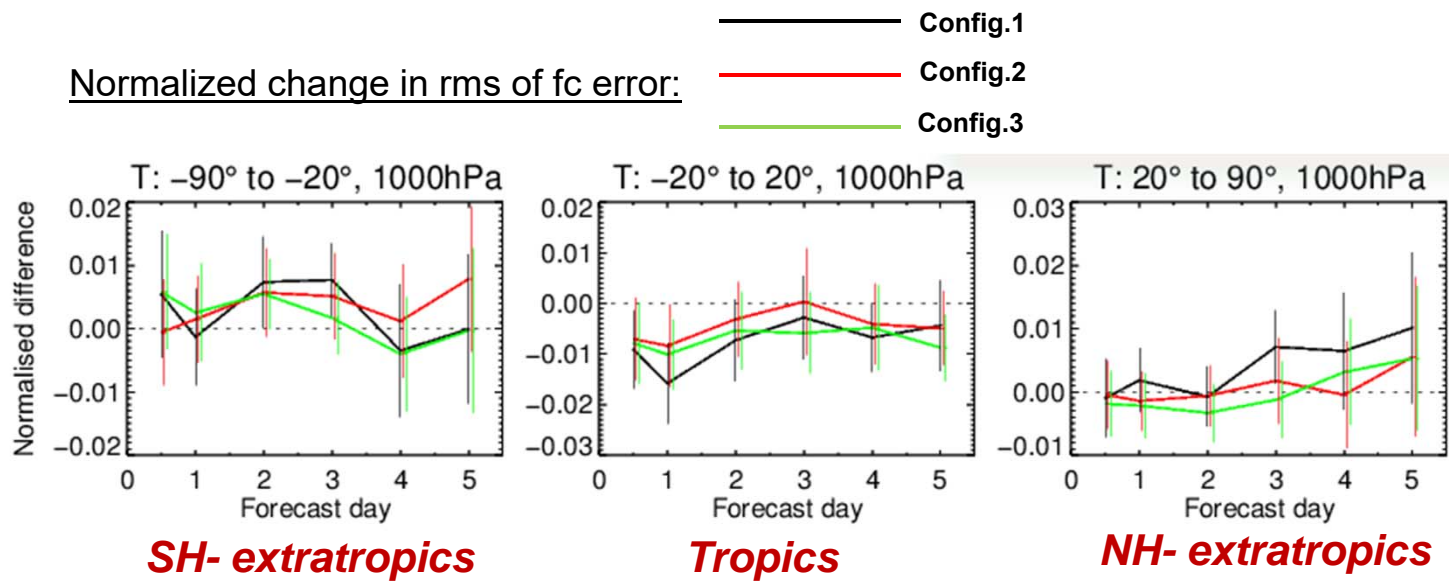 Config.1
Normalized change in rms of fc error:
Config.2
Config.3
T: −90° to −20°, 1000hPa
T: −20° to 20°, 1000hPa
T: 20° to 90°, 1000hPa
Normalised difference
0.02
0.01
0.00
−0.01
−0.02
0 1 2 3 4 5
Forecast day
0.02
0.01
0.00
−0.01
−0.02
−0.03
0 1 2 3 4 5
Forecast day
0.03
0.02
0.01
0.00
−0.01
0 1 2 3 4 5
Forecast day
SH- extratropics
Tropics
NH- extratropics